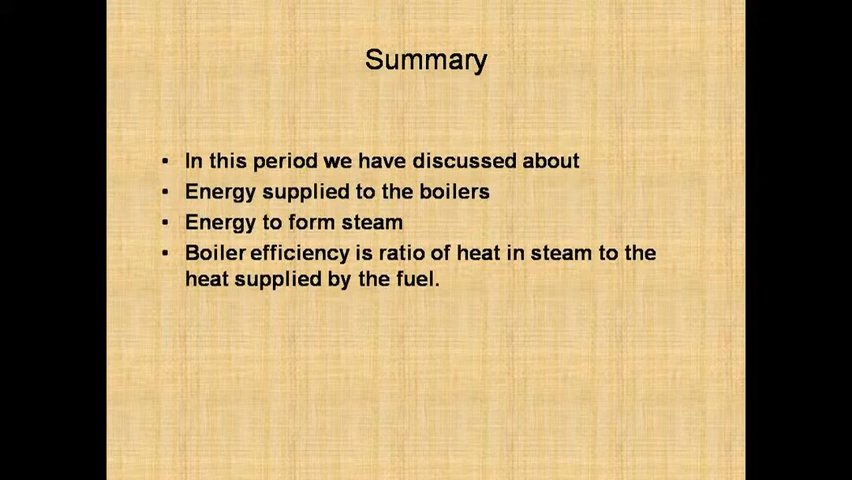 Summary
• In this period we have discussed about
• Energy supplied to the boilers
• Energy to form steam
• Boiler efficiency is ratio of heat in steam to the
heat supplied by the fuel.